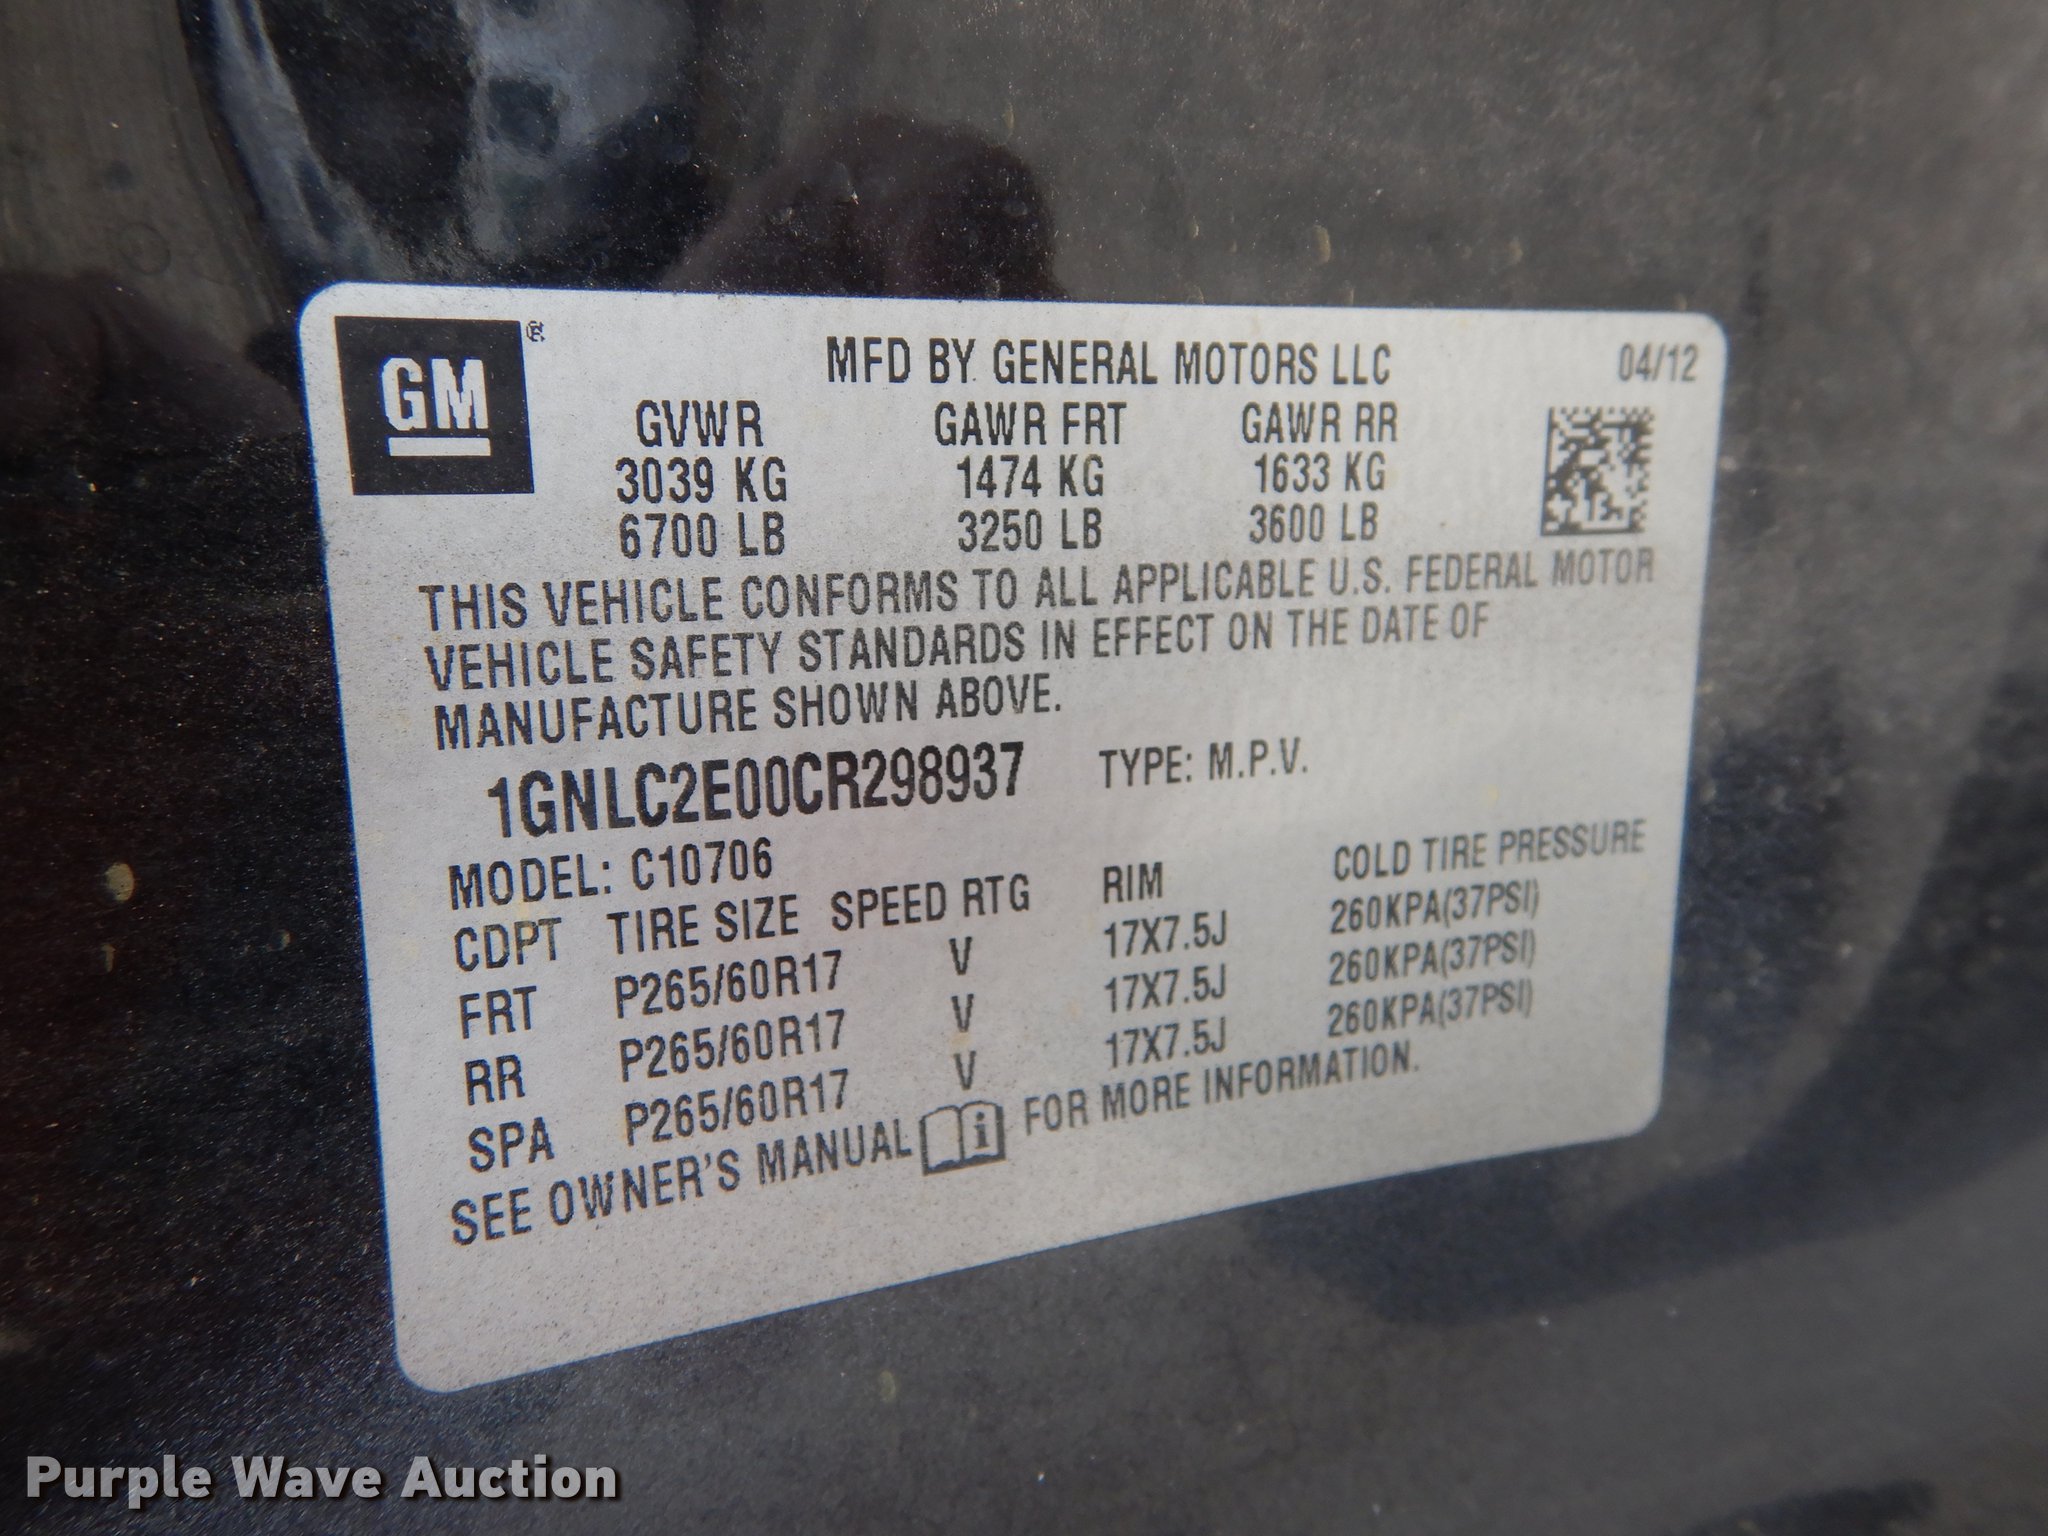 GM ®
MFD BY GENERAL MOTORS LLC 04/12
GVWR GAWR FRT GAWR RR
3039 KG 1474 KG 1633 KG
6700 LB 3250 LB 3600 LB
THIS VEHICLE CONFORMS TO ALL APPLICABLE U.S. FEDERAL MOTOR
VEHICLE SAFETY STANDARDS IN EFFECT ON THE DATE OF
MANUFACTURE SHOWN ABOVE.
1GNLC2E00CR298937 TYPE: M.P.V.
MODEL: C10706
CDPT TIRE SIZE SPEED RTG RIM COLD TIRE PRESSURE
FRT P265/60R17 V 17X7.5J 260KPA(37PSI)
RR P265/60R17 V 17X7.5J 260KPA(37PSI)
SPA P265/60R17 V 17X7.5J 260KPA(37PSI)
SEE OWNER'S MANUAL i FOR MORE INFORMATION.
Purple Wave Auction